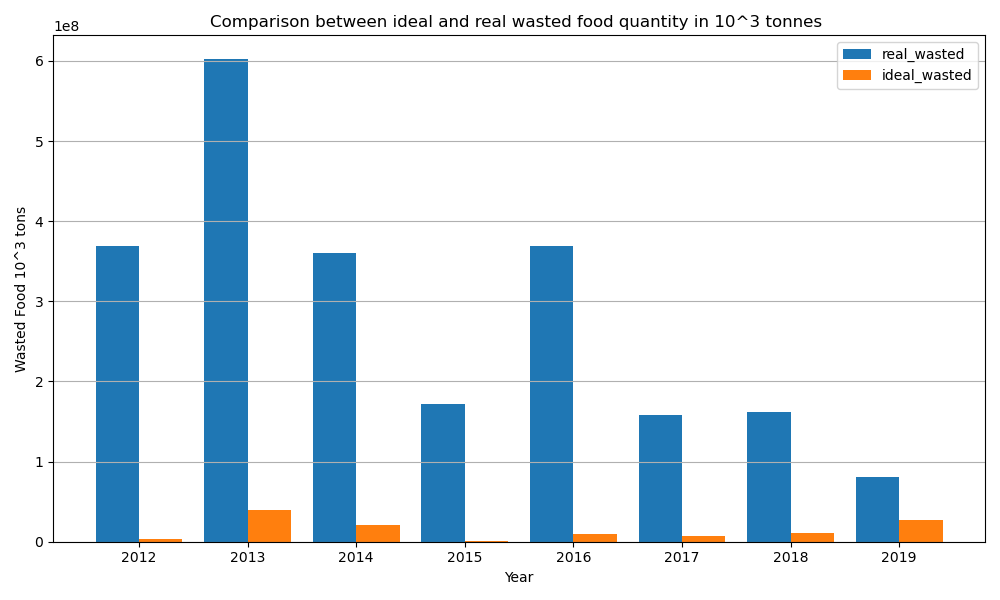 Comparison between ideal and real wasted food quantity in 10^3 tonnes
1e8
real_wasted
ideal_wasted
6
5
4
3
2
1
0
Wasted Food 10^3 tons
2012 2013 2014 2015 2016 2017 2018 2019
Year